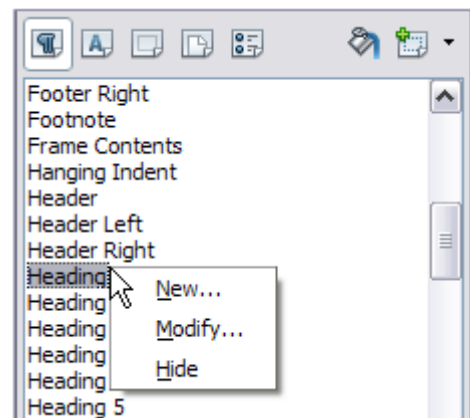 Footer Right
Footnote
Frame Contents
Hanging Indent
Header
Header Left
Header Right
Heading
Heading
Heading
Heading
Heading
Heading 5
New...
Modify...
Hide